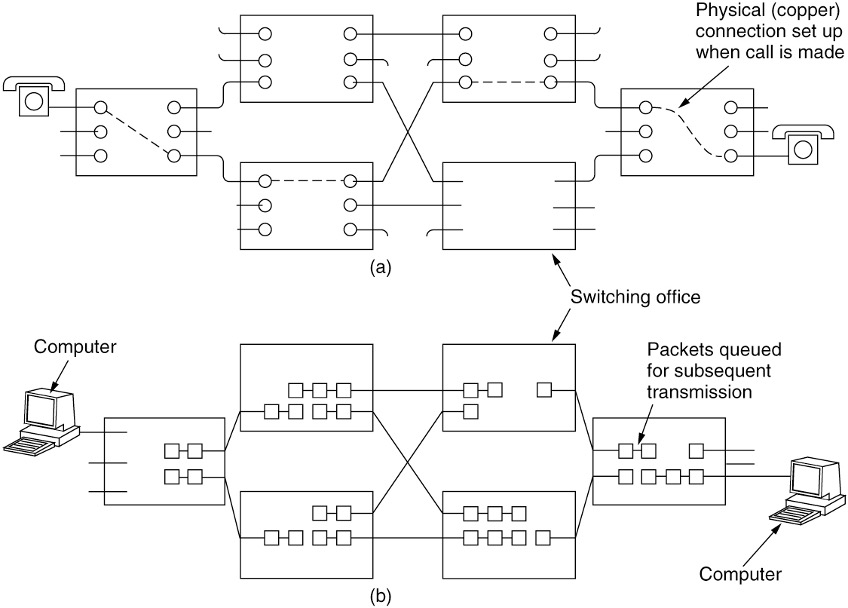 Physical (copper)
connection set up
when call is made
(a)
Switching office
Computer
Packets queued
for subsequent
transmission
Computer
(b)